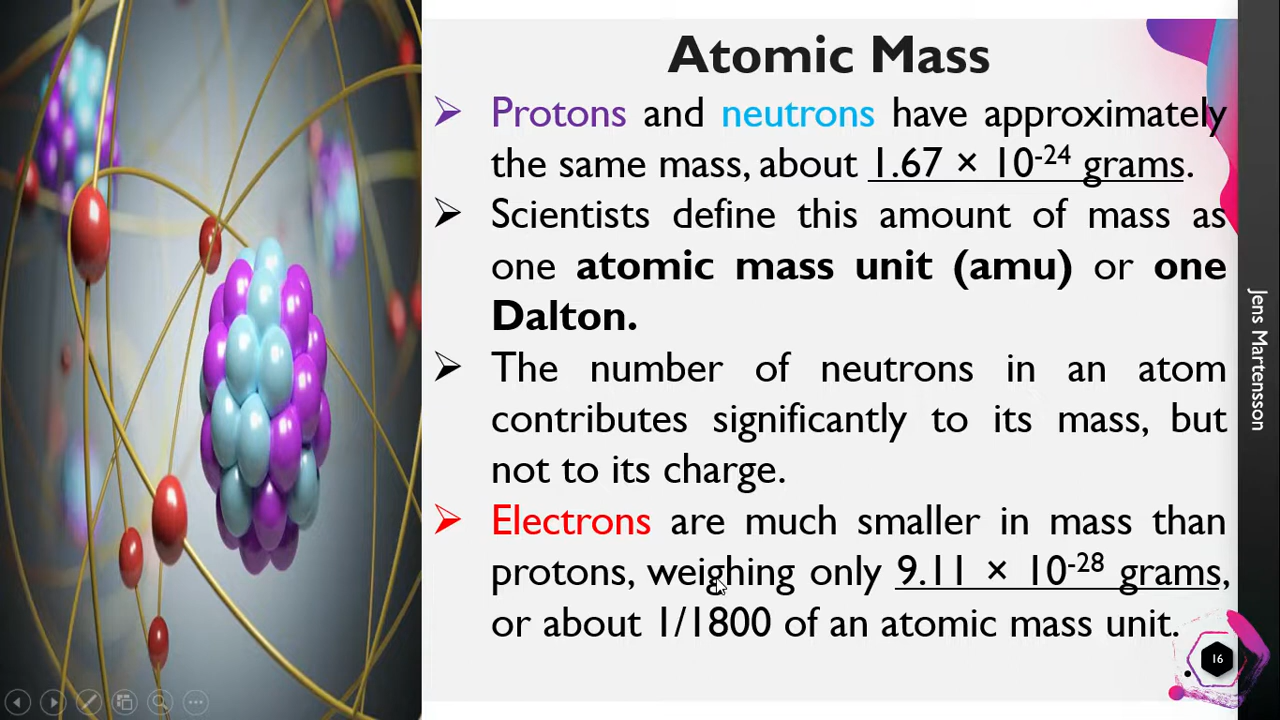 Atomic Mass
➢ Protons and neutrons have approximately
the same mass, about 1.67 × 10⁻²⁴ grams.
➢ Scientists define this amount of mass as
one atomic mass unit (amu) or one
Dalton.
➢ The number of neutrons in an atom
contributes significantly to its mass, but
not to its charge.
➢ Electrons are much smaller in mass than
protons, weighing only 9.11 × 10⁻²⁸ grams,
or about 1/1800 of an atomic mass unit.
Jens Martensson
16